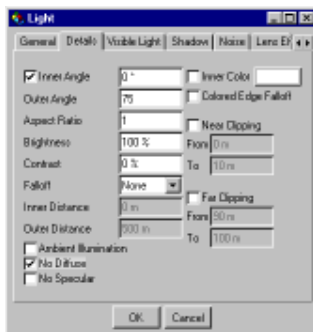 Light
General Details Visible Light Shadow Noise Lens Ef
Inner Angle 0 ° Inner Color
Outer Angle 75 Colored Edge Falloff
Aspect Ratio 1 Near Clipping
Brightness 100 % From 0 m
Contrast 0 % To 10 m
Falloff None Far Clipping
Inner Distance 0 m From 90 m
Outer Distance 500 m To 100 m
Ambient Illumination
No Diffuse
No Specular
OK Cancel